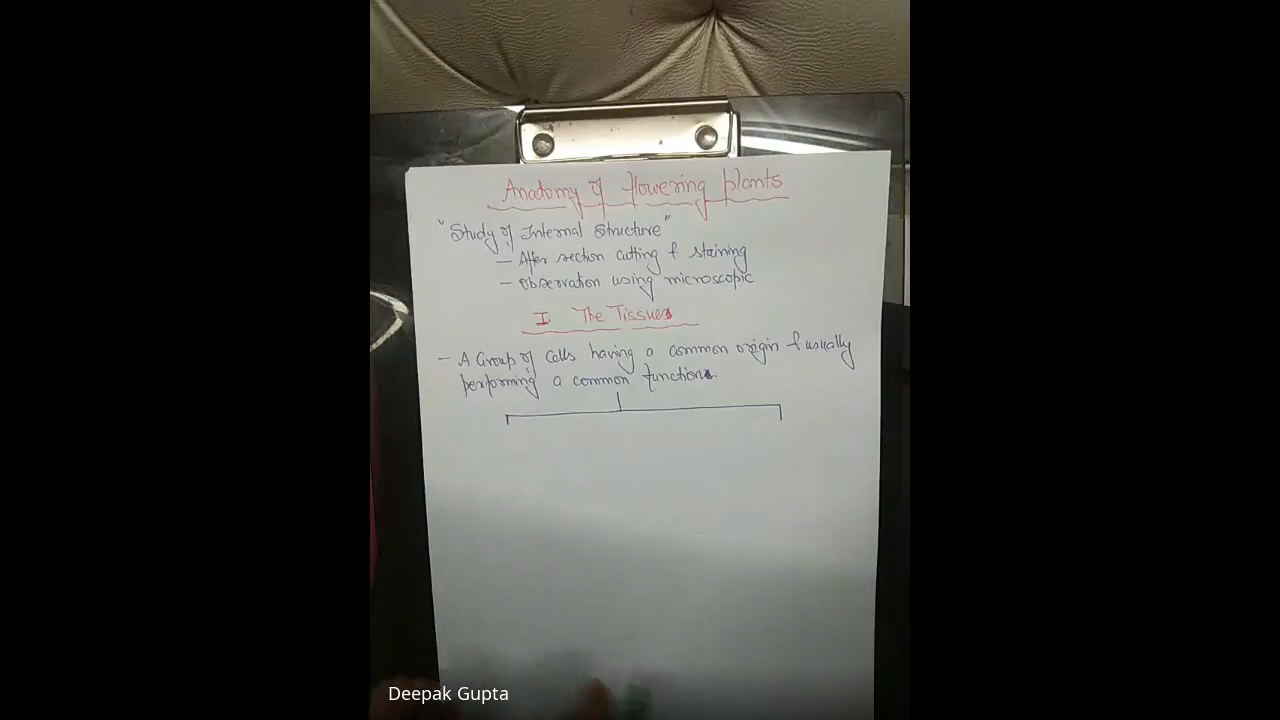 Anatomy of flowering plants
"Study of Internal Structure"
- After section cutting & staining
- Observation using microscopic
I The Tissues
- A Group of cells having a common origin & usually
performing a common function.
Deepak Gupta